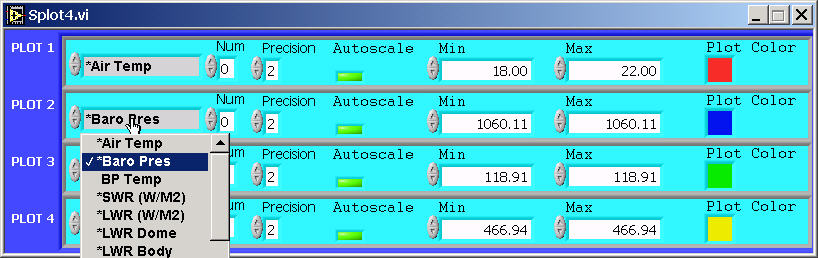 Splot4.vi
PLOT 1
Num Precision Autoscale Min Max Plot Color
*Air Temp 0 2 18.00 22.00
PLOT 2
Num Precision Autoscale Min Max Plot Color
*Baro Pres 0 2 1060.11 1060.11
*Air Temp
✓ *Baro Pres
BP Temp
*SWR (W/M2)
*LWR (W/M2)
*LWR Dome
*LWR Body
PLOT 3
Precision Autoscale Min Max Plot Color
2 118.91 118.91
PLOT 4
Precision Autoscale Min Max Plot Color
2 466.94 466.94